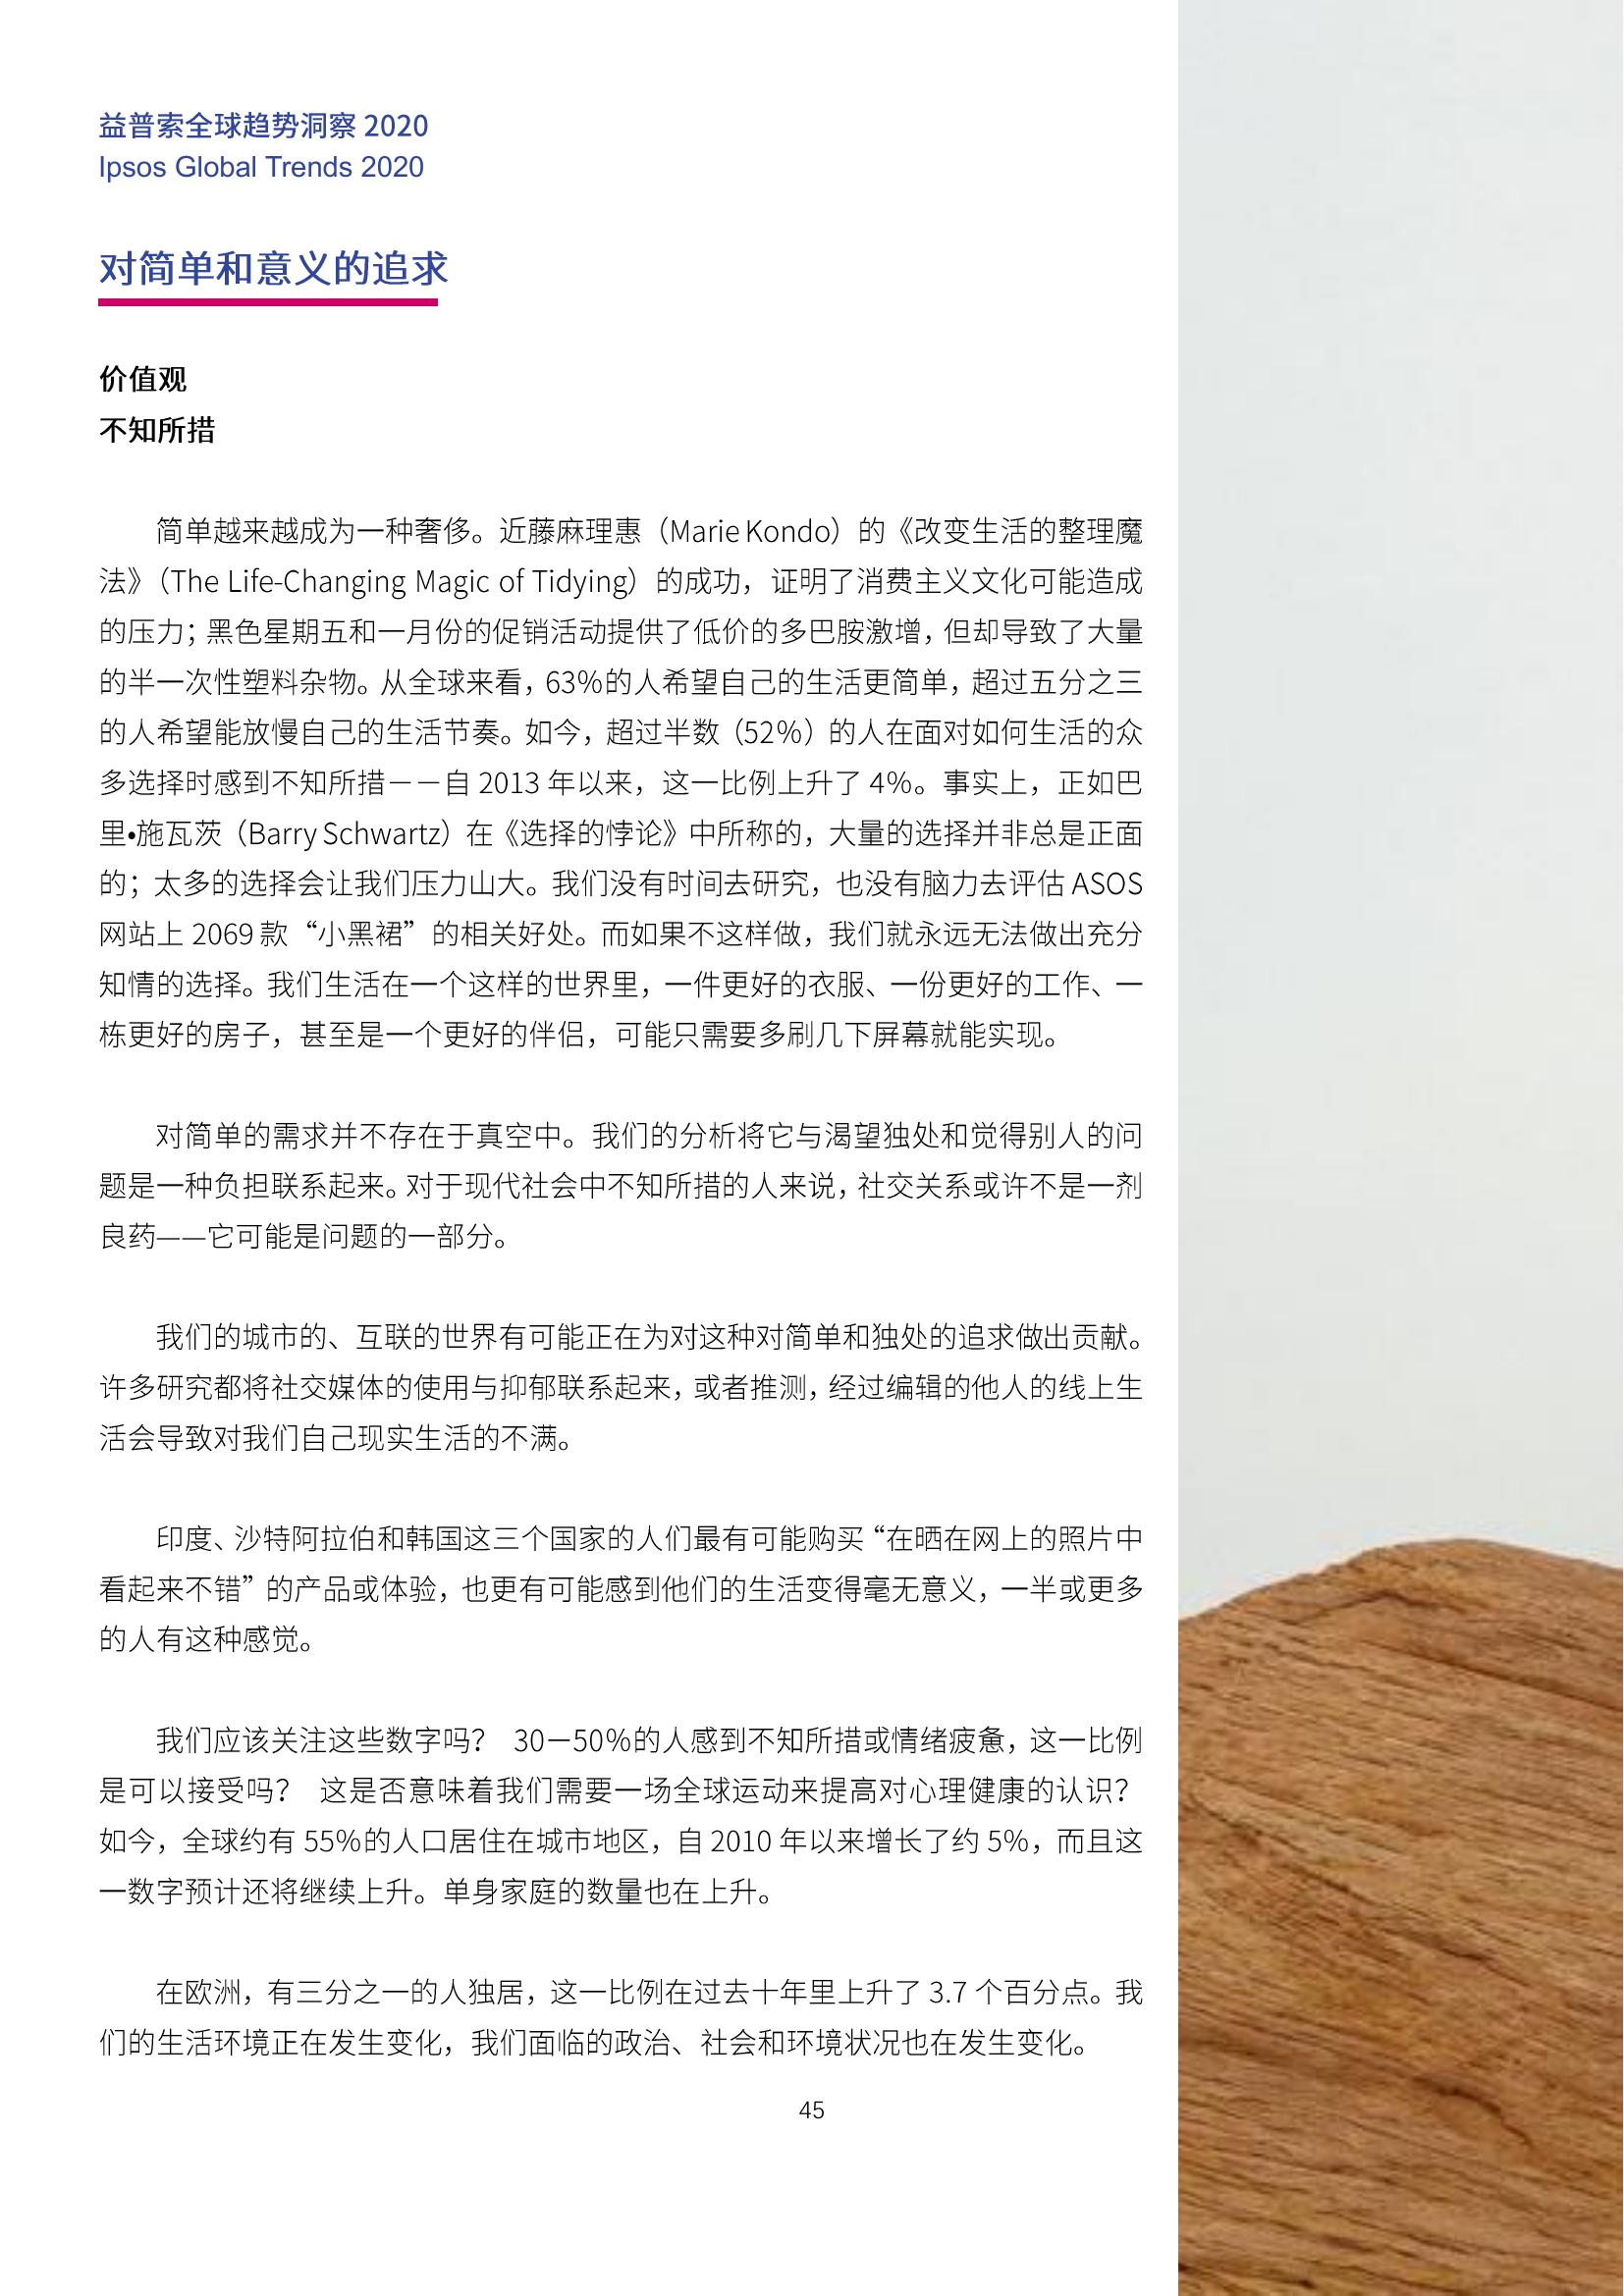 益普索全球趋势洞察 2020
Ipsos Global Trends 2020
对简单和意义的追求
价值观
不知所措
简单越来越成为一种奢侈。近藤麻理惠（Marie Kondo）的《改变生活的整理魔
法》（The Life-Changing Magic of Tidying）的成功，证明了消费主义文化可能造成
的压力；黑色星期五和一月份的促销活动提供了低价的多巴胺激增，但却导致了大量
的半一次性塑料杂物。从全球来看，63%的人希望自己的生活更简单，超过五分之三
的人希望能放慢自己的生活节奏。如今，超过半数（52%）的人在面对如何生活的众
多选择时感到不知所措——自 2013 年以来，这一比例上升了 4%。事实上，正如巴
里•施瓦茨（Barry Schwartz）在《选择的悖论》中所称的，大量的选择并非总是正面
的；太多的选择会让我们压力山大。我们没有时间去研究，也没有脑力去评估 ASOS
网站上 2069 款“小黑裙”的相关好处。而如果不这样做，我们就永远无法做出充分
知情的选择。我们生活在一个这样的世界里，一件更好的衣服、一份更好的工作、一
栋更好的房子，甚至是一个更好的伴侣，可能只需要多刷几下屏幕就能实现。
对简单的需求并不存在于真空中。我们的分析将它与渴望独处和觉得别人的问
题是一种负担联系起来。对于现代社会中不知所措的人来说，社交关系或许不是一剂
良药——它可能是问题的一部分。
我们的城市的、互联的世界有可能正在为对这种对简单和独处的追求做出贡献。
许多研究都将社交媒体的使用与抑郁联系起来，或者推测，经过编辑的他人的线上生
活会导致对我们自己现实生活的不满。
印度、沙特阿拉伯和韩国这三个国家的人们最有可能购买“在晒在网上的照片中
看起来不错”的产品或体验，也更有可能感到他们的生活变得毫无意义，一半或更多
的人有这种感觉。
我们应该关注这些数字吗？ 30—50%的人感到不知所措或情绪疲惫，这一比例
是可以接受吗？ 这是否意味着我们需要一场全球运动来提高对心理健康的认识？
如今，全球约有 55%的人口居住在城市地区，自 2010 年以来增长了约 5%，而且这
一数字预计还将继续上升。单身家庭的数量也在上升。
在欧洲，有三分之一的人独居，这一比例在过去十年里上升了 3.7 个百分点。我
们的生活环境正在发生变化，我们面临的政治、社会和环境状况也在发生变化。
45